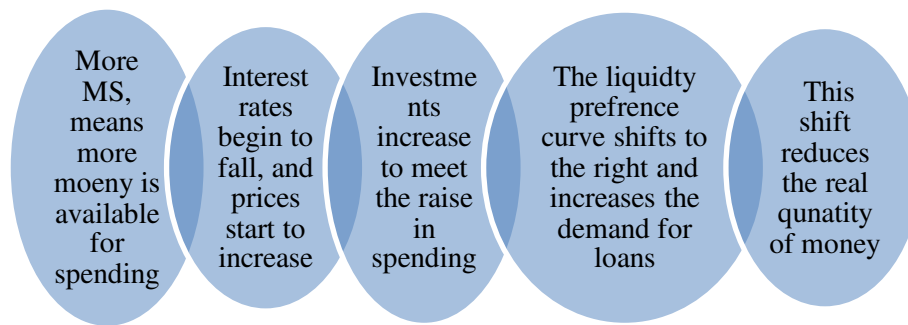 More
MS,
means
more
moeny is
available
for
spending
Interest
rates
begin to
fall, and
prices
start to
increase
Investme
nts
increase
to meet
the raise
in
spending
The liquidty
prefrence
curve shifts to
the right and
increases the
demand for
loans
This
shift
reduces
the real
qunatity
of money